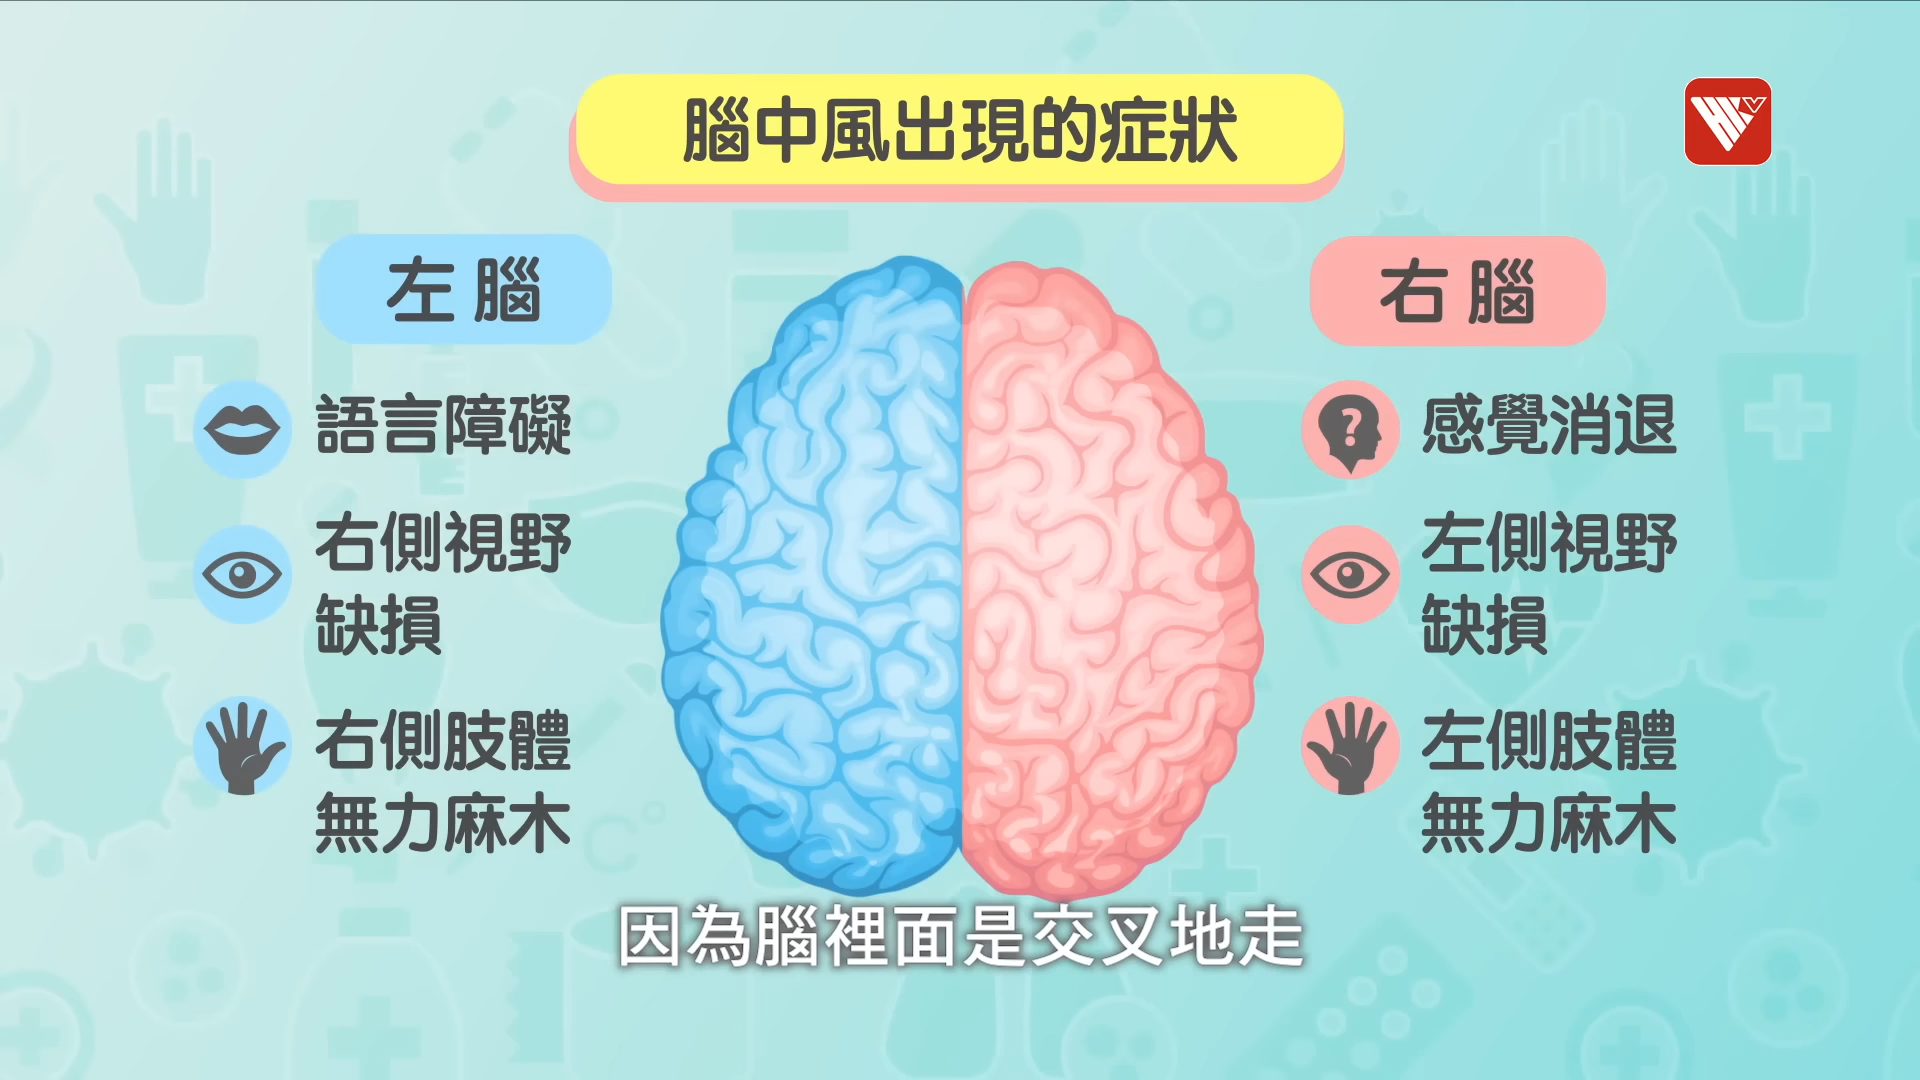 腦中風出現的症狀
左腦
語言障礙
右側視野
缺損
右側肢體
無力麻木
右腦
感覺消退
左側視野
缺損
左側肢體
無力麻木
因為腦裡面是交叉地走